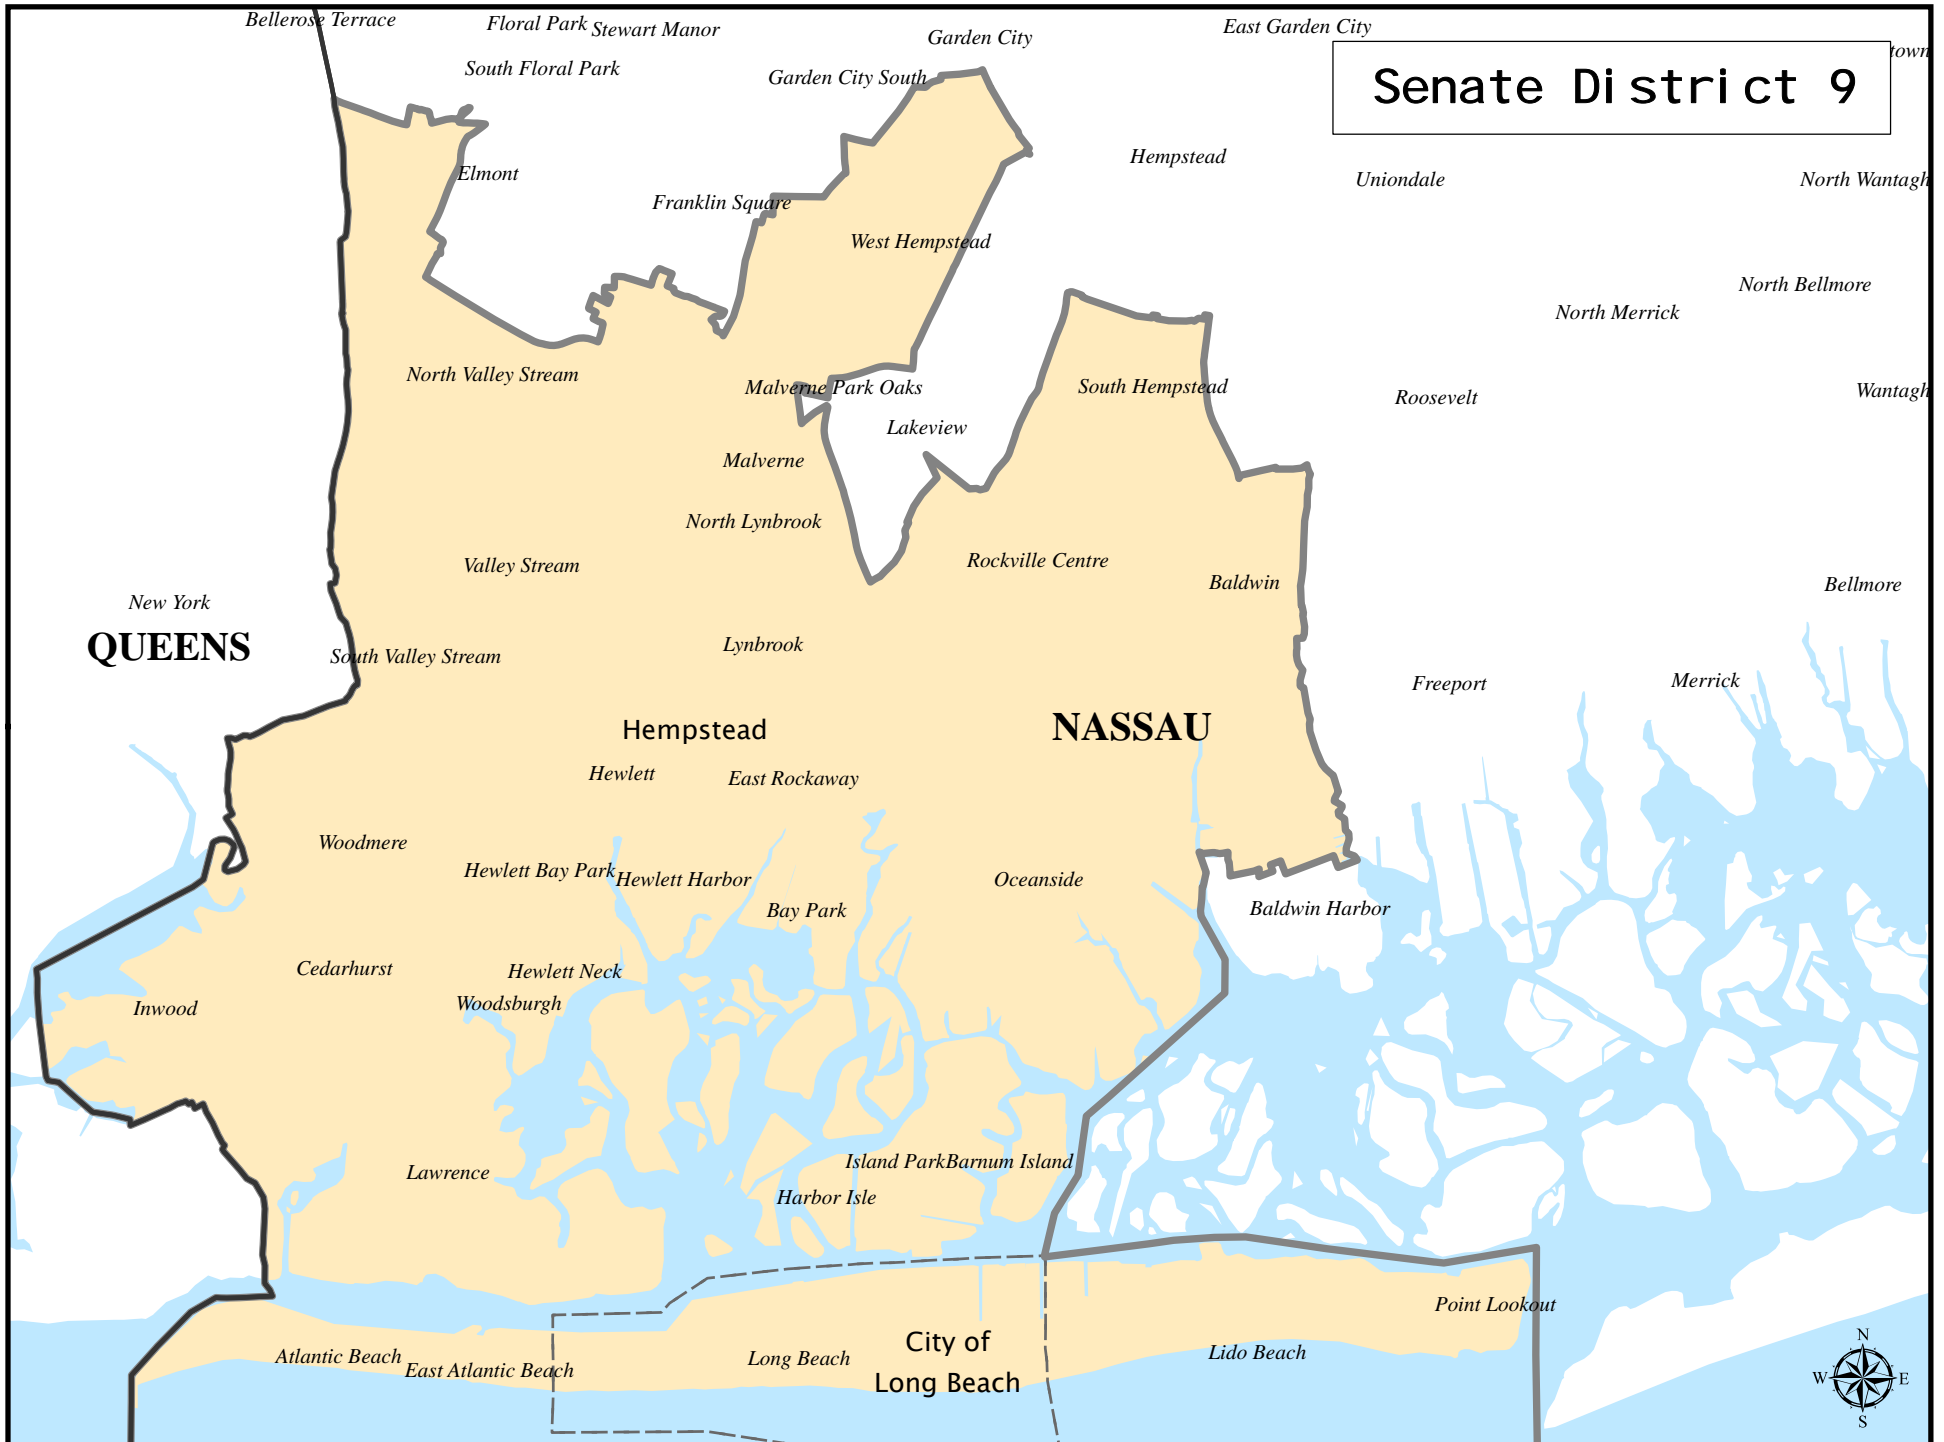 Bellerose Terrace
Floral Park
Stewart Manor
Garden City
East Garden City
South Floral Park
Garden City South
Senate District 9
town
Elmont
Franklin Square
Hempstead
Uniondale
North Wantagh
West Hempstead
North Bellmore
North Merrick
North Valley Stream
Malverne Park Oaks
South Hempstead
Roosevelt
Wantagh
Lakeview
Malverne
North Lynbrook
Valley Stream
Rockville Centre
Baldwin
Bellmore
New York
QUEENS
South Valley Stream
Lynbrook
Freeport
Merrick
Hempstead
NASSAU
Hewlett
East Rockaway
Woodmere
Hewlett Bay Park
Hewlett Harbor
Oceanside
Bay Park
Baldwin Harbor
Cedarhurst
Hewlett Neck
Inwood
Woodsburgh
Lawrence
Island Park
Barnum Island
Harbor Isle
Point Lookout
Atlantic Beach
East Atlantic Beach
Long Beach
City of
Long Beach
Lido Beach
N
W
E
S